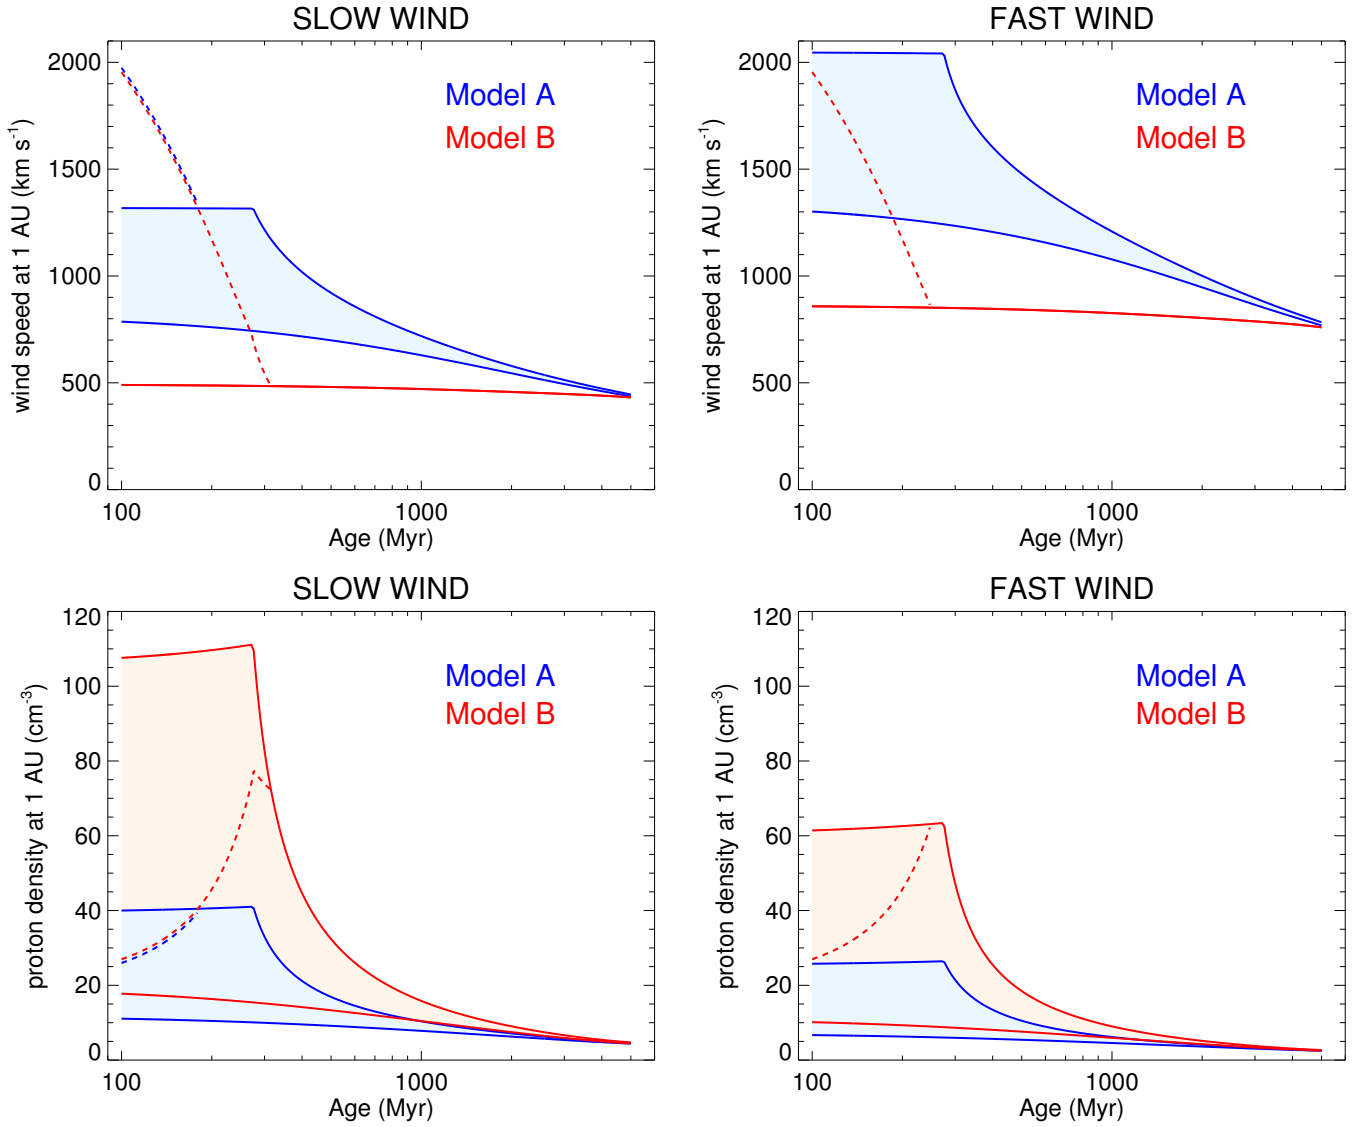 SLOW WIND
2000
1500
1000
500
0
wind speed at 1 AU (km s-1)
Model A
Model B
100
1000
Age (Myr)
FAST WIND
2000
1500
1000
500
0
wind speed at 1 AU (km s-1)
Model A
Model B
100
1000
Age (Myr)
SLOW WIND
120
100
80
60
40
20
0
proton density at 1 AU (cm-3)
Model A
Model B
100
1000
Age (Myr)
FAST WIND
120
100
80
60
40
20
0
proton density at 1 AU (cm-3)
Model A
Model B
100
1000
Age (Myr)